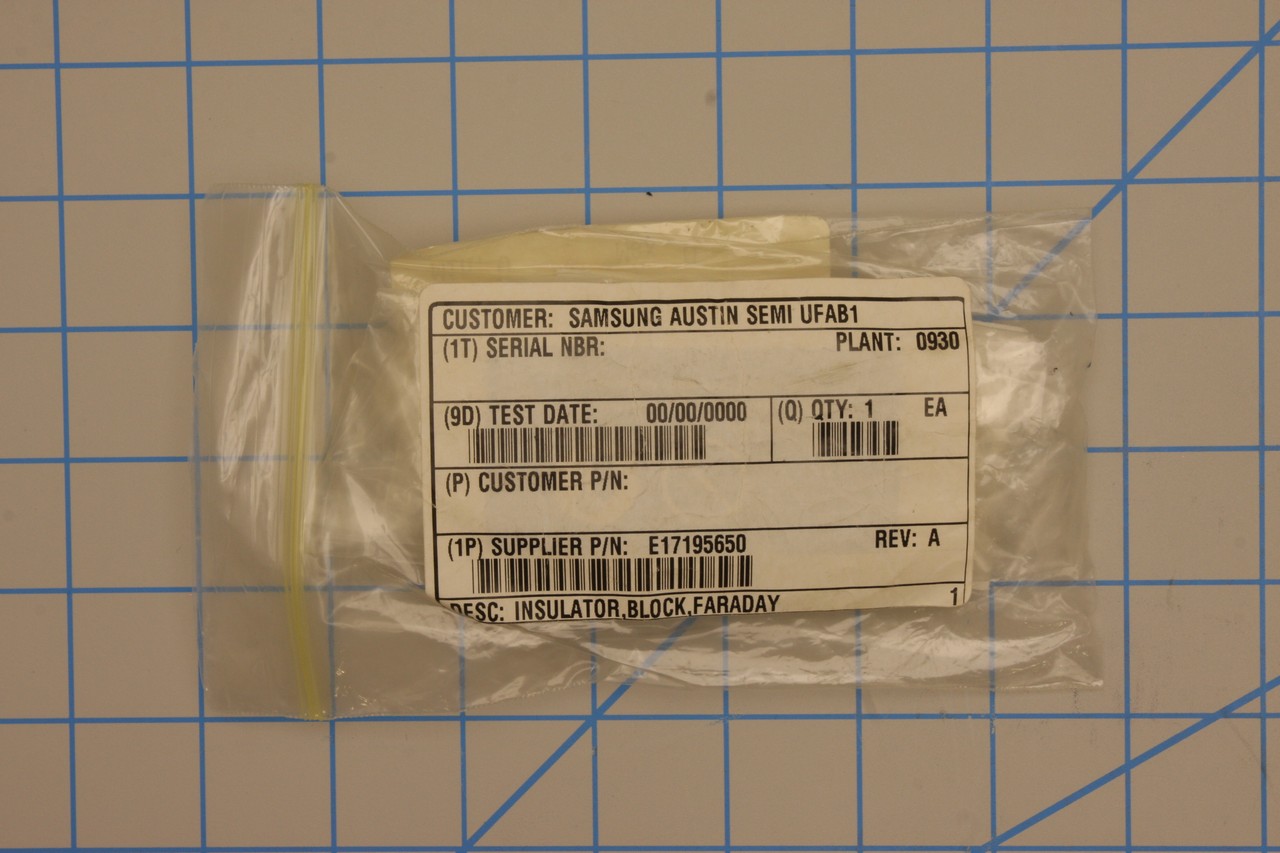 CUSTOMER: SAMSUNG AUSTIN SEMI UFAB1
(1T) SERIAL NBR: PLANT: 0930
(9D) TEST DATE: 00/00/0000 (Q) QTY: 1 EA
(P) CUSTOMER P/N:
(1P) SUPPLIER P/N: E17195650 REV: A
DESC: INSULATOR,BLOCK,FARADAY 1